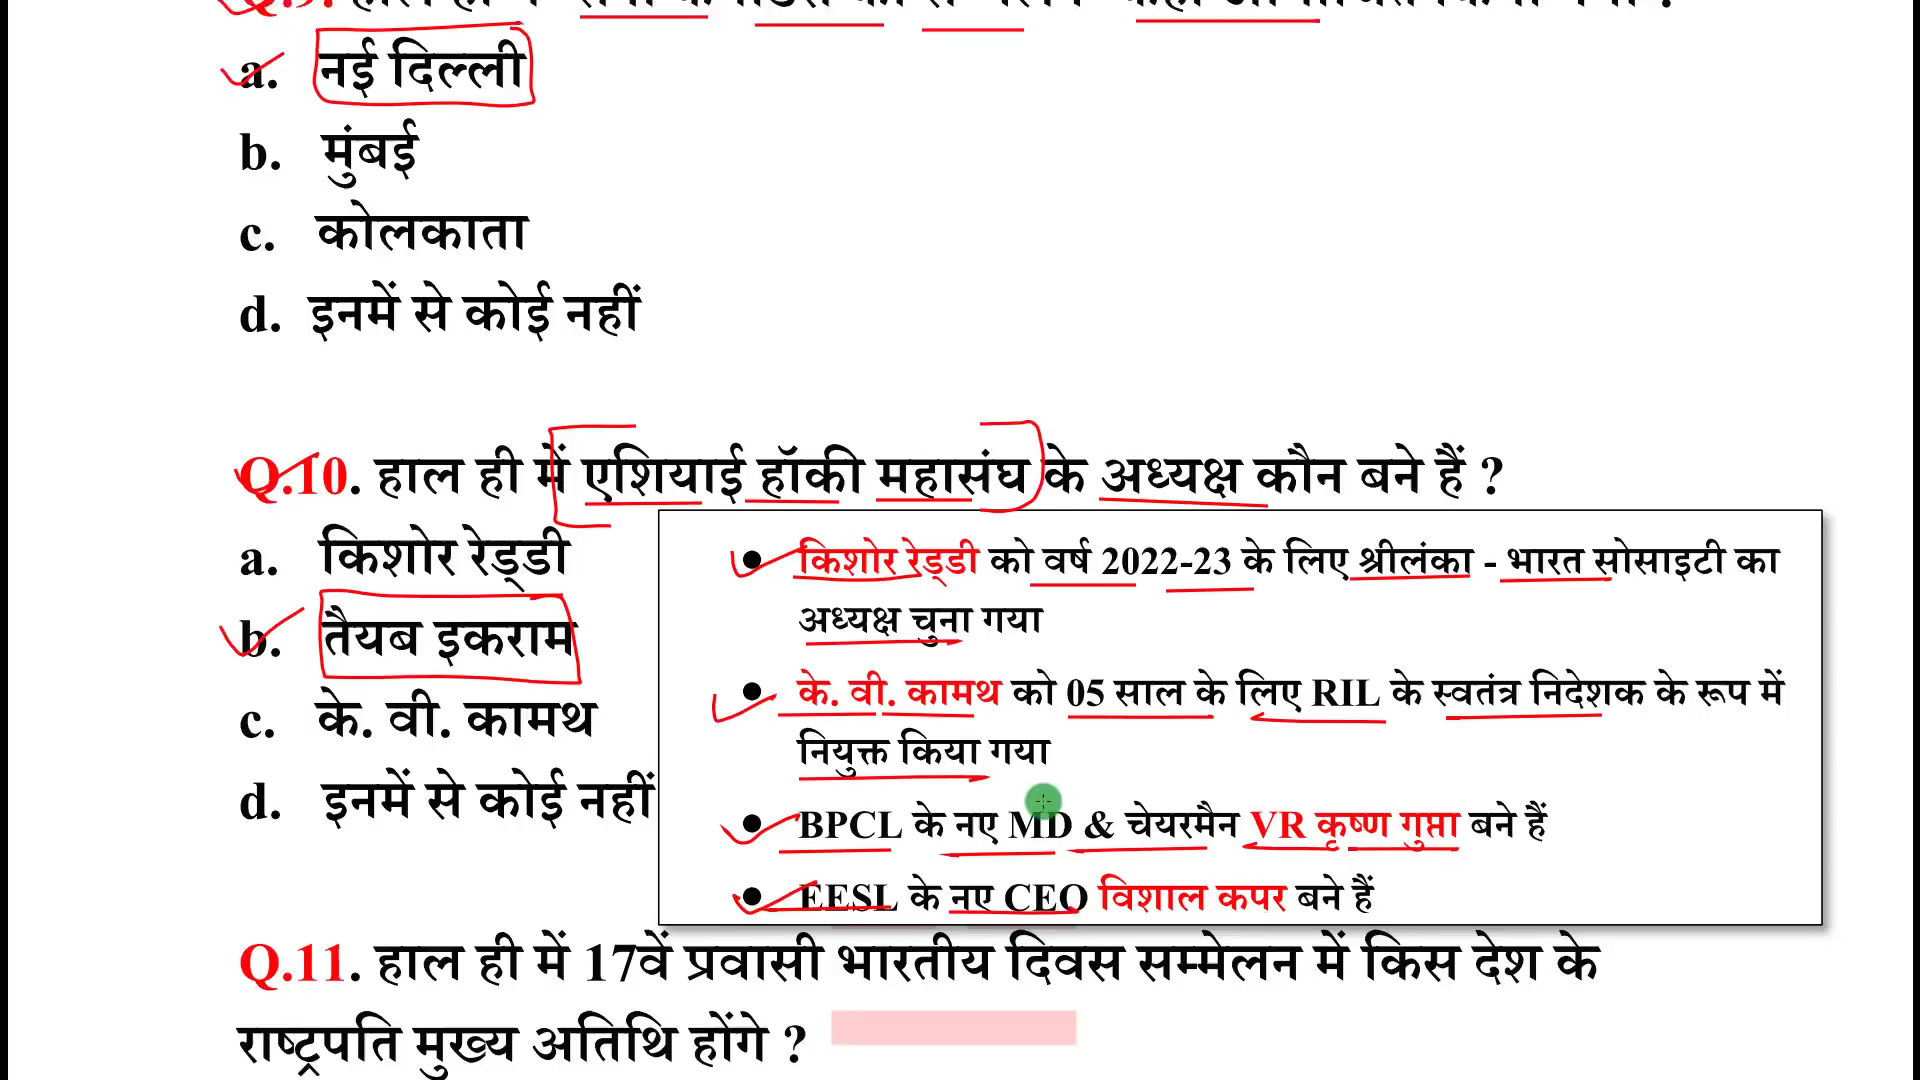 हाल ही में
a. नई दिल्ली
b. मुंबई
c. कोलकाता
d. इनमें से कोई नहीं
Q.10. हाल ही में एशियाई हॉकी महासंघ के अध्यक्ष कौन बने हैं ?
a. किशोर रेड्डी
b. तैयब इकराम
c. के. वी. कामथ
d. इनमें से कोई नहीं
● किशोर रेड्डी को वर्ष 2022-23 के लिए श्रीलंका - भारत सोसाइटी का
अध्यक्ष चुना गया
● के. वी. कामथ को 05 साल के लिए RIL के स्वतंत्र निदेशक के रूप में
नियुक्त किया गया
● BPCL के नए MD & चेयरमैन VR कृष्ण गुप्ता बने हैं
● EESL के नए CEO विशाल कपर बने हैं
Q.11. हाल ही में 17वें प्रवासी भारतीय दिवस सम्मेलन में किस देश के
राष्ट्रपति मुख्य अतिथि होंगे ?